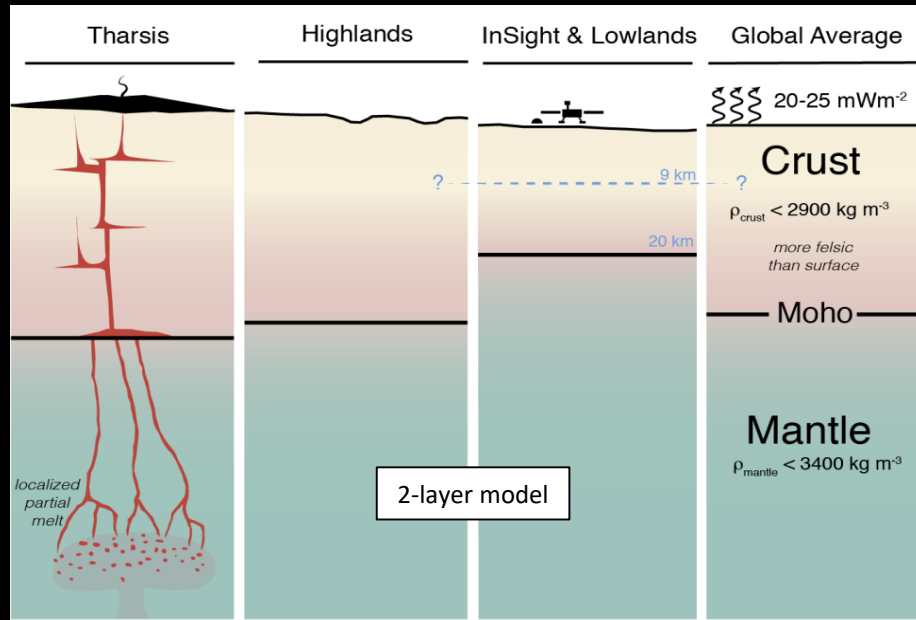 Tharsis
Highlands
InSight & Lowlands
Global Average
20-25 mWm⁻²
Crust
ρcrust < 2900 kg m⁻³
more felsic
than surface
?
9 km
?
20 km
Moho
Mantle
ρmantle < 3400 kg m⁻³
localized
partial
melt
2-layer model